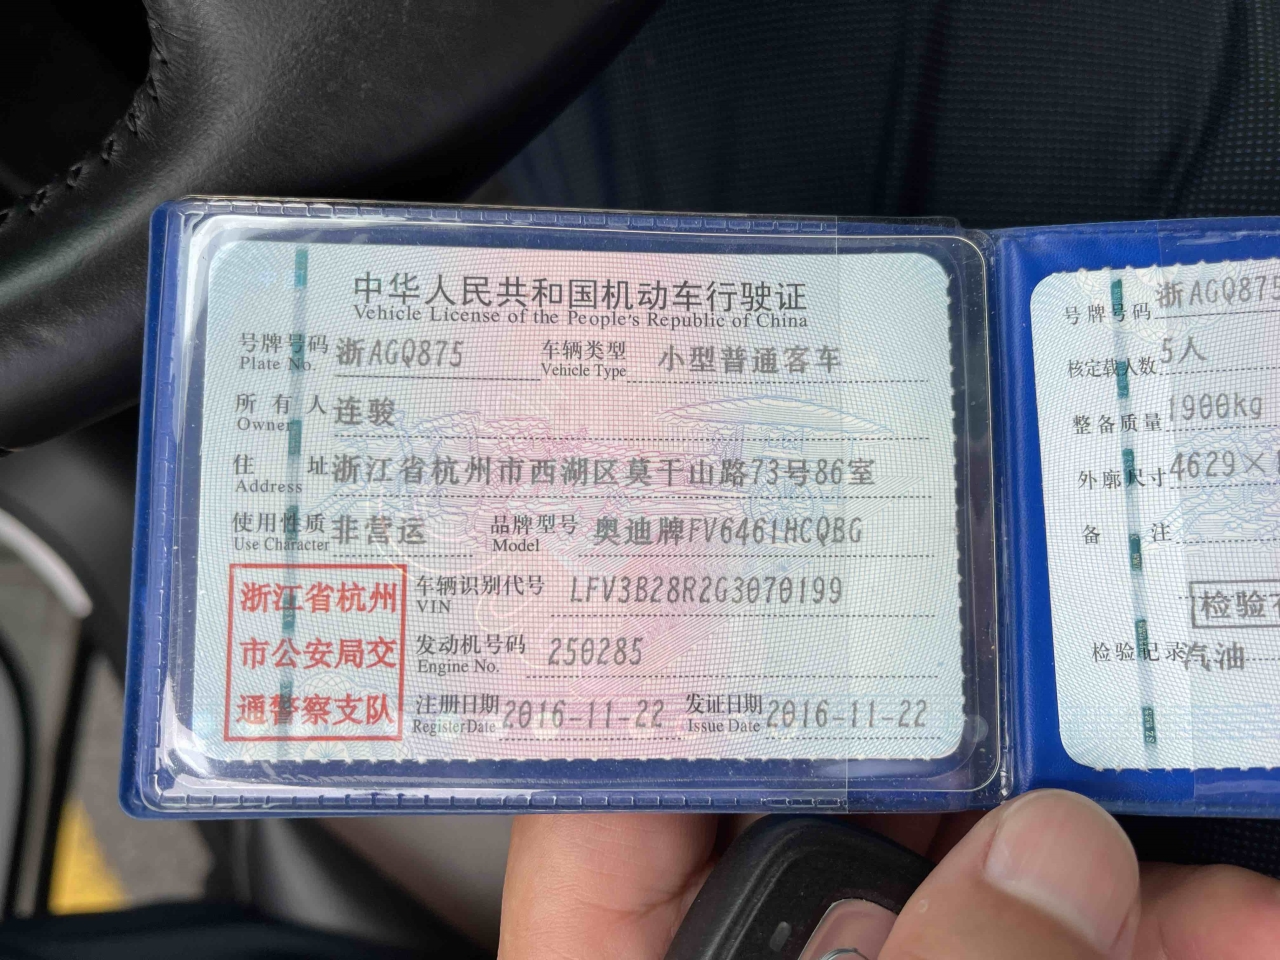 中华人民共和国机动车行驶证
Vehicle License of the People's Republic of China
号牌号码 浙AGQ875 车辆类型 小型普通客车
Plate No. Vehicle Type
所有人 连骏
Owner
住址 浙江省杭州市西湖区莫干山路73号86室
Address
使用性质 非营运 品牌型号 奥迪牌FV6461HCQBG
Use Character Model
浙江省杭州
市公安局交
通警察支队
车辆识别代号 LFV3B28R2G3070199
VIN
发动机号码 250285
Engine No.
注册日期 2016-11-22 发证日期 2016-11-22
Register Date Issue Date
号牌号码 浙AGQ875
核定载人数 5人
整备质量 1900kg
外廓尺寸 4629×
备注
检验
检验记录 汽油